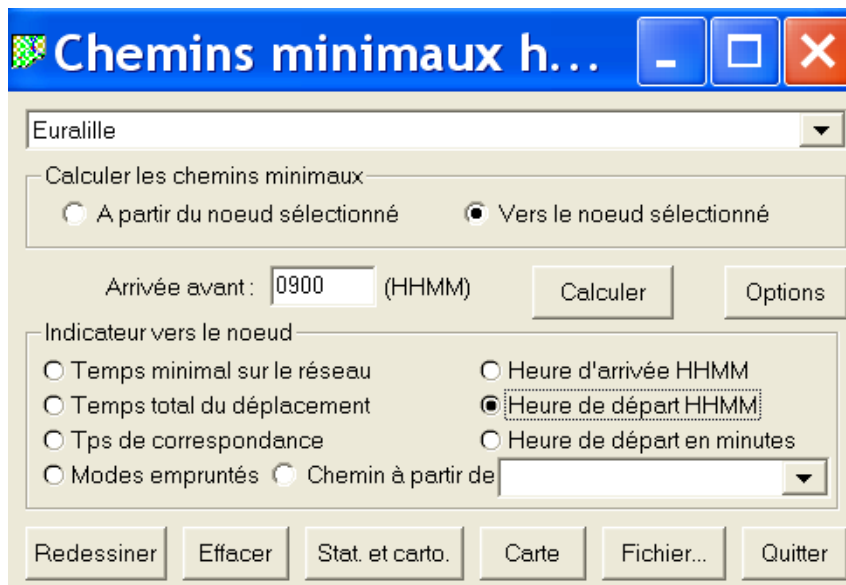 Chemins minimaux h...
Euralille
Calculer les chemins minimaux
A partir du noeud sélectionné Vers le noeud sélectionné
Arrivée avant : 0900 (HHMM) Calculer Options
Indicateur vers le noeud
Temps minimal sur le réseau Heure d'arrivée HHMM
Temps total du déplacement Heure de départ HHMM
Tps de correspondance Heure de départ en minutes
Modes empruntés Chemin à partir de
Redessiner Effacer Stat. et carto. Carte Fichier... Quitter